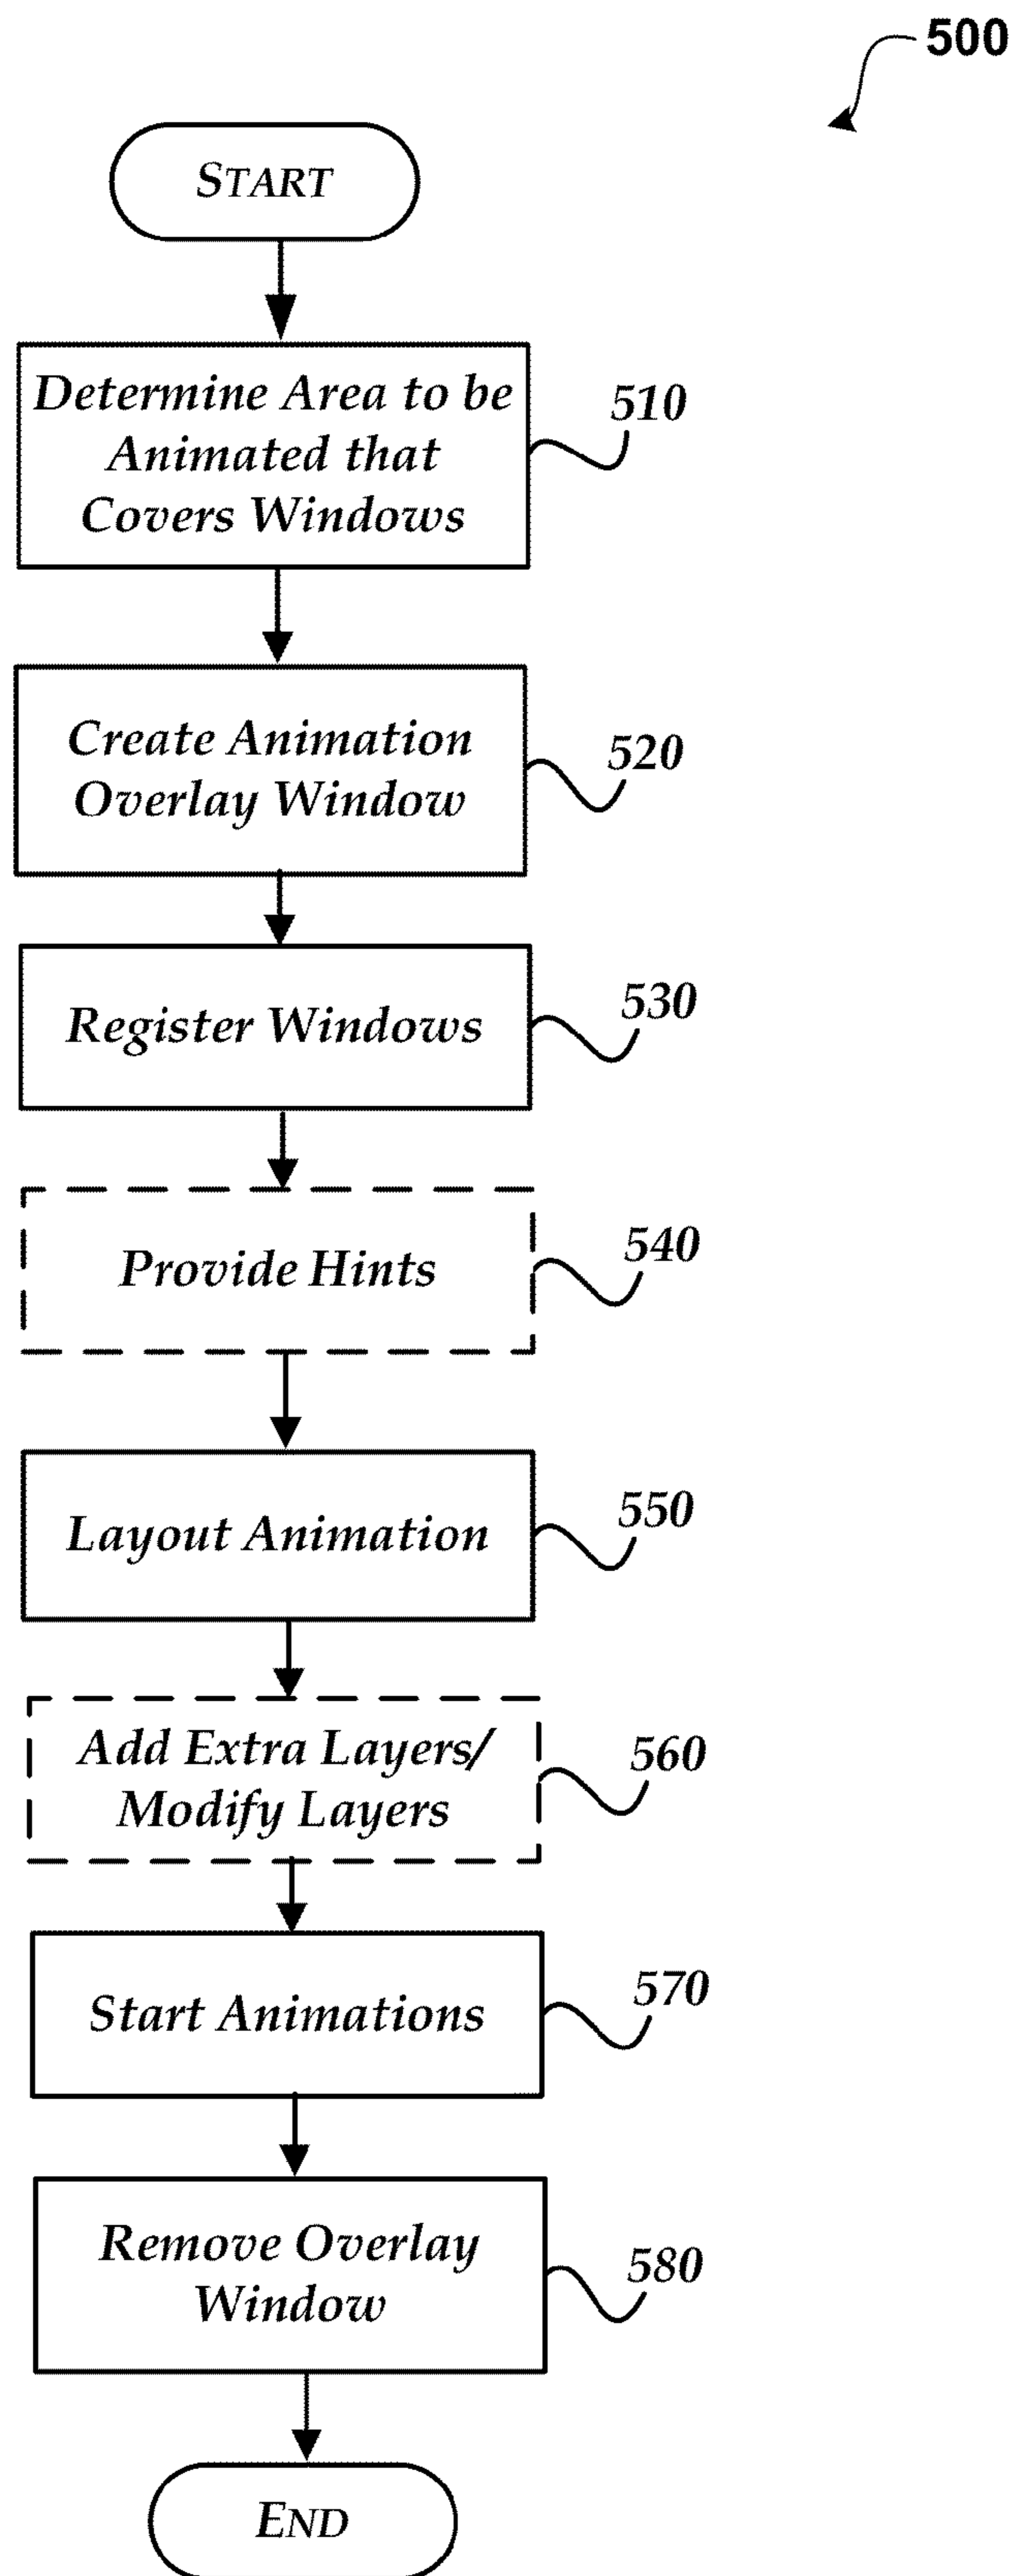 500
START
Determine Area to be
Animated that
Covers Windows
510
Create Animation
Overlay Window
520
Register Windows
530
Provide Hints
540
Layout Animation
550
Add Extra Layers/
Modify Layers
560
Start Animations
570
Remove Overlay
Window
580
END